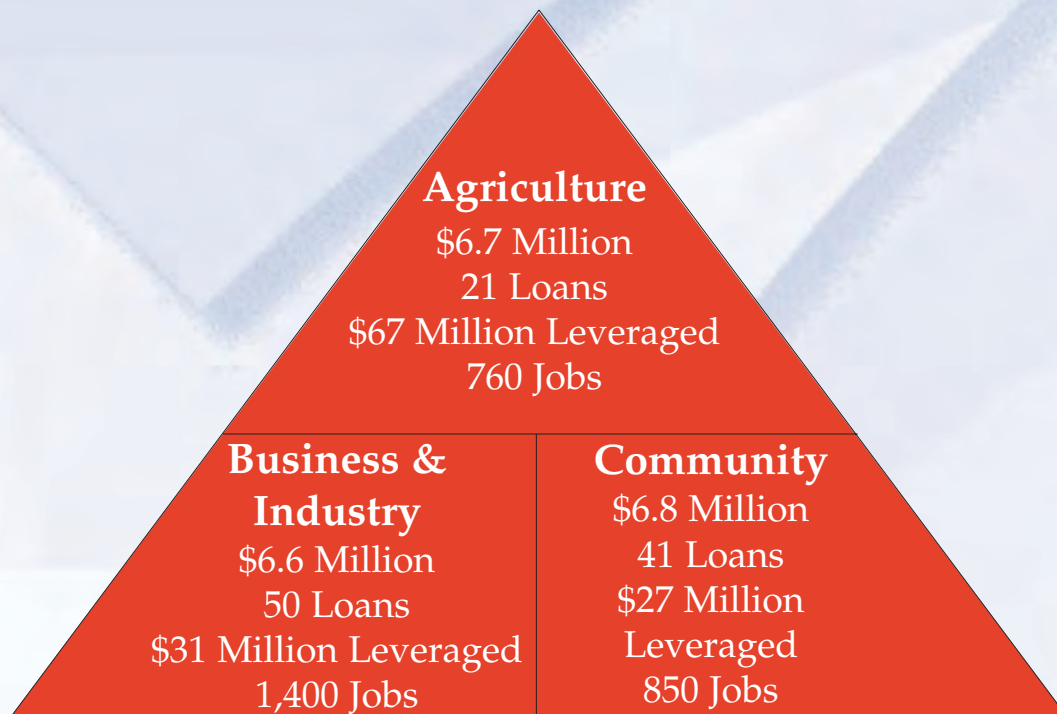 Agriculture
$6.7 Million
21 Loans
$67 Million Leveraged
760 Jobs
Business &
Industry
$6.6 Million
50 Loans
$31 Million Leveraged
1,400 Jobs
Community
$6.8 Million
41 Loans
$27 Million
Leveraged
850 Jobs